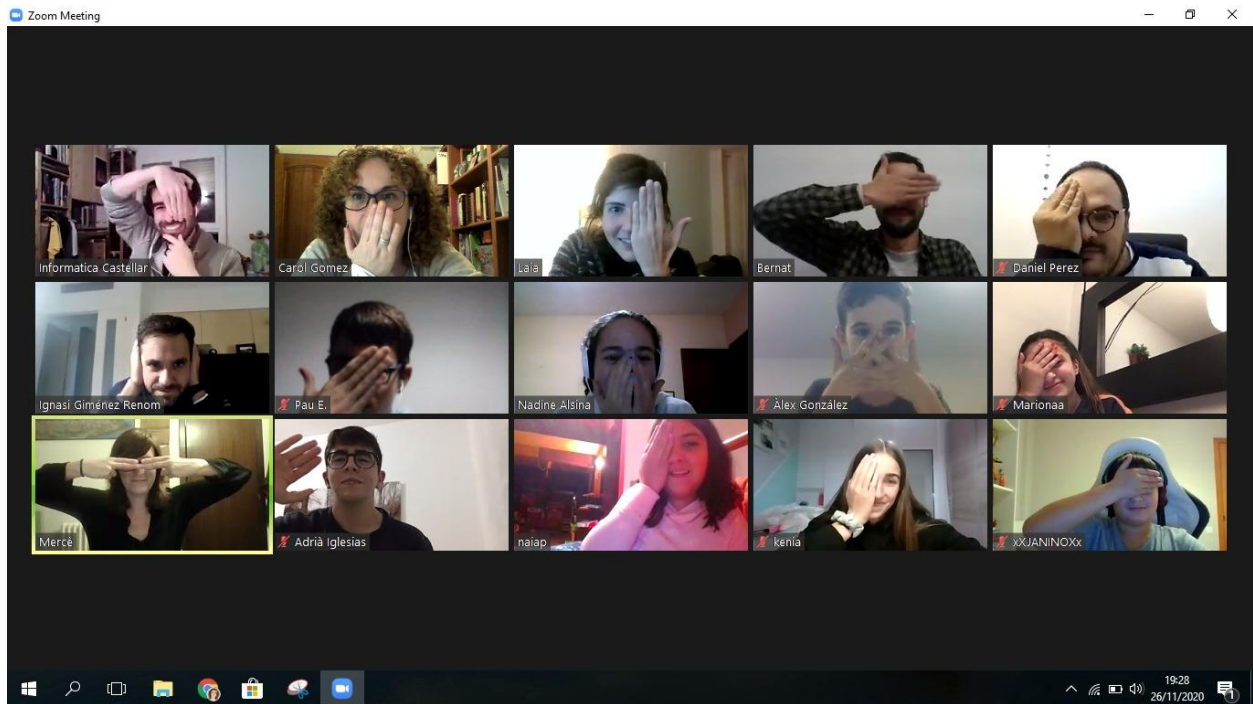 Zoom Meeting
Informatica Castellar
Carol Gomez
Laia
Bernat
Daniel Perez
Ignasi Giménez Renom
Pau E.
Nadine Alsina
Àlex González
Marionaa
Mercè
Adrià Iglesias
naiap
kenia
xXJANINOXx
19:28
26/11/2020
1